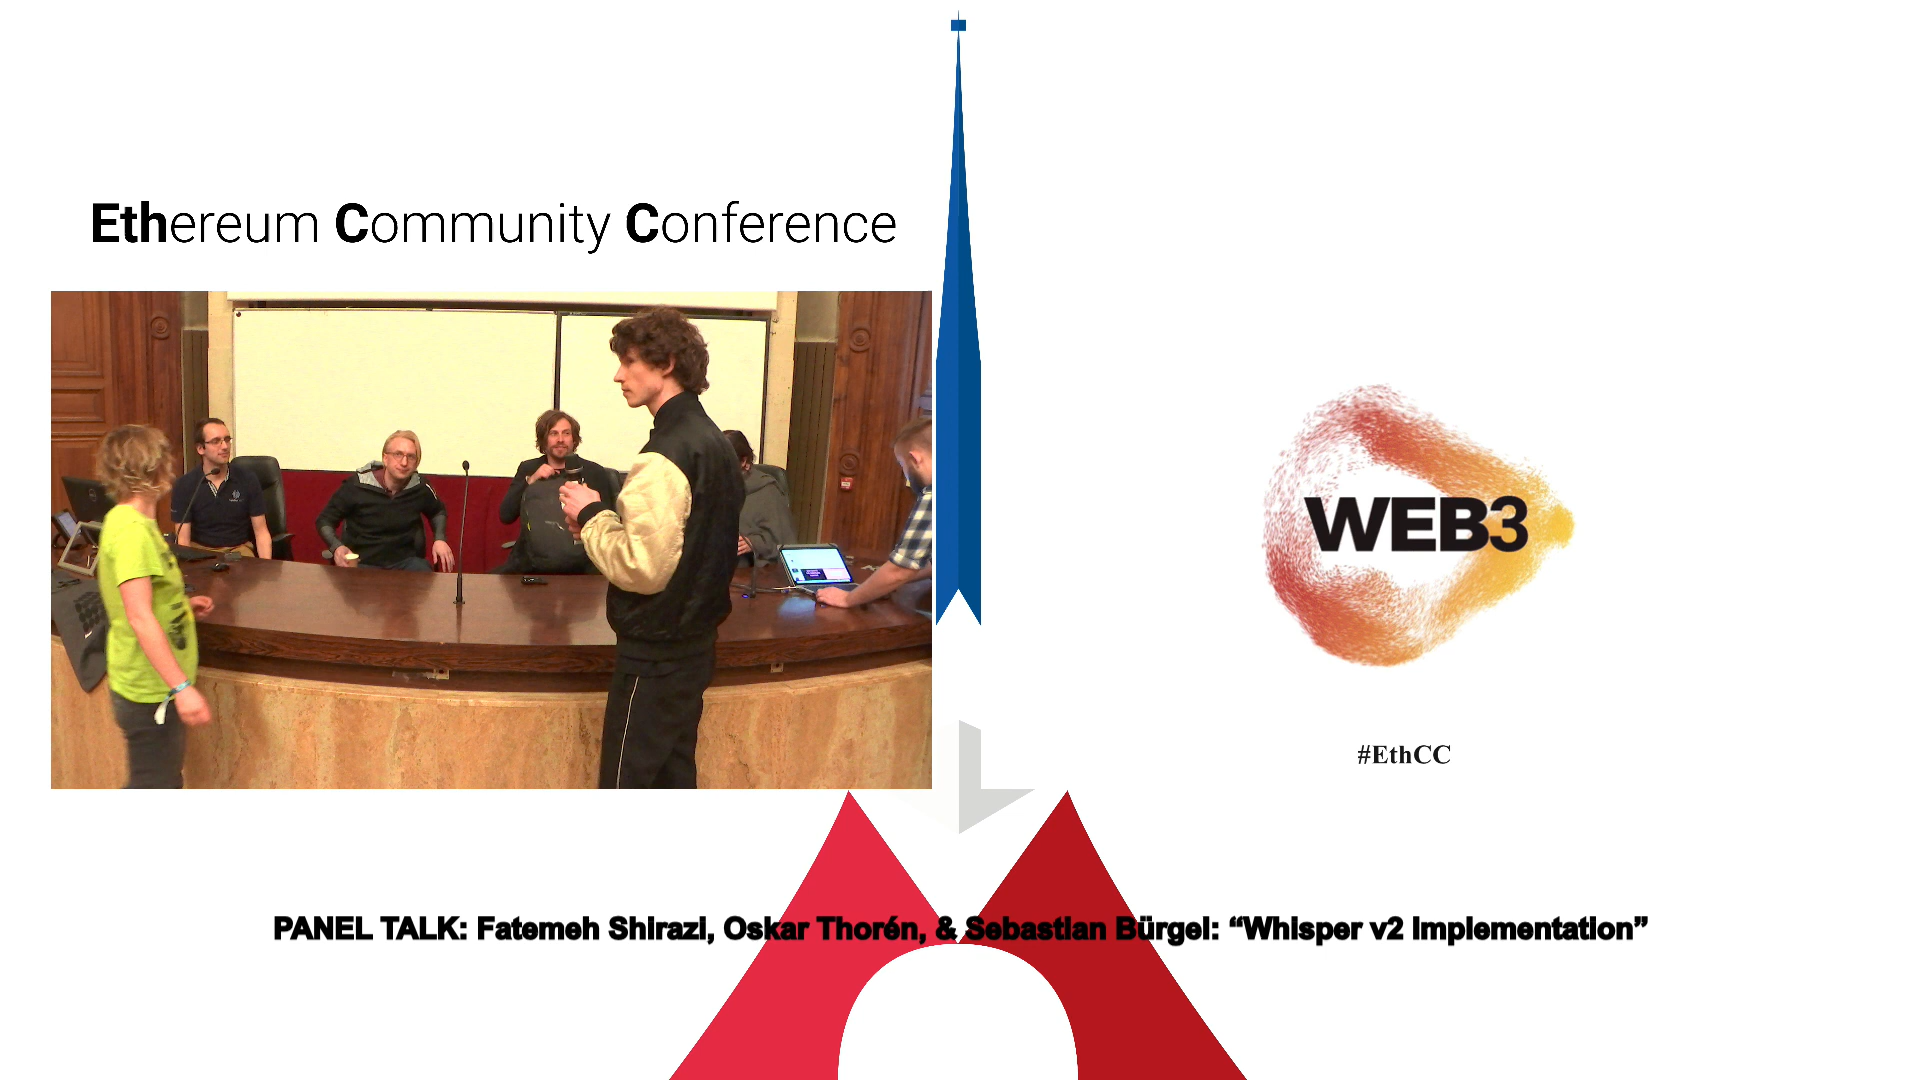 Ethereum Community Conference
WEB3
#EthCC
PANEL TALK: Fatemeh Shirazi, Oskar Thorén, & Sebastian Bürgel: “Whisper v2 Implementation”